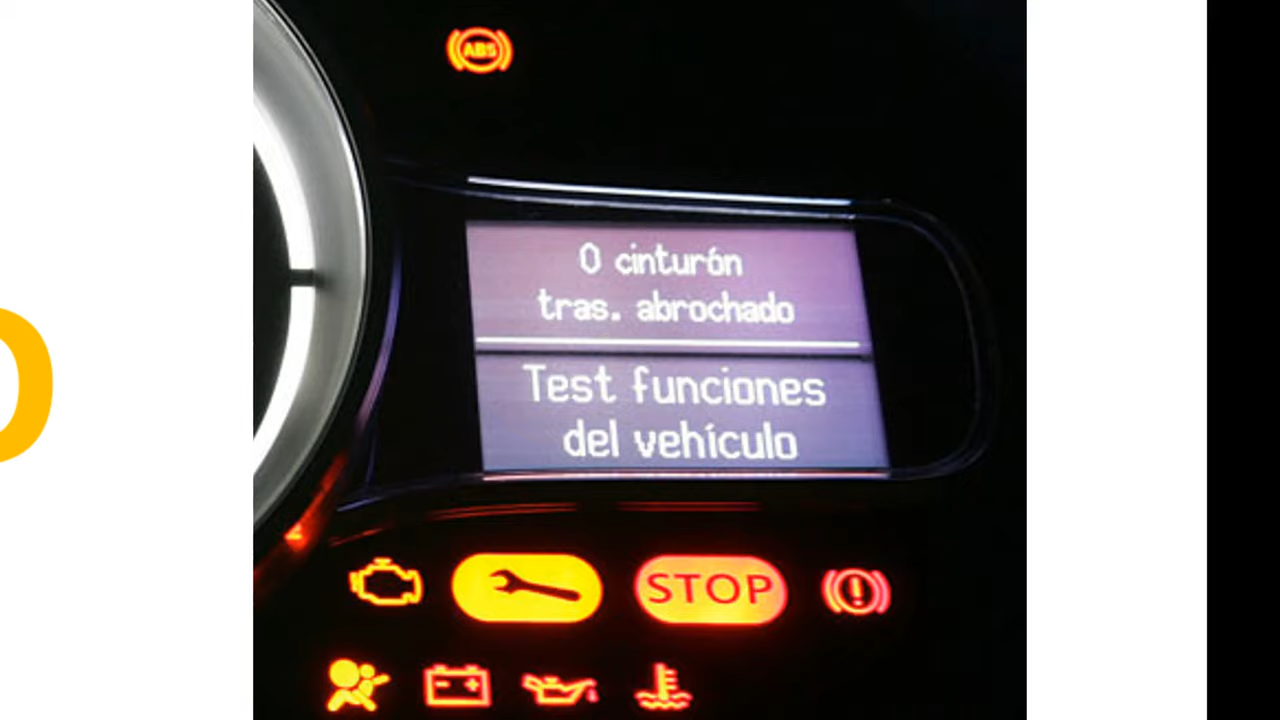 ABS
0 cinturón
tras. abrochado
Test funciones
del vehículo
STOP